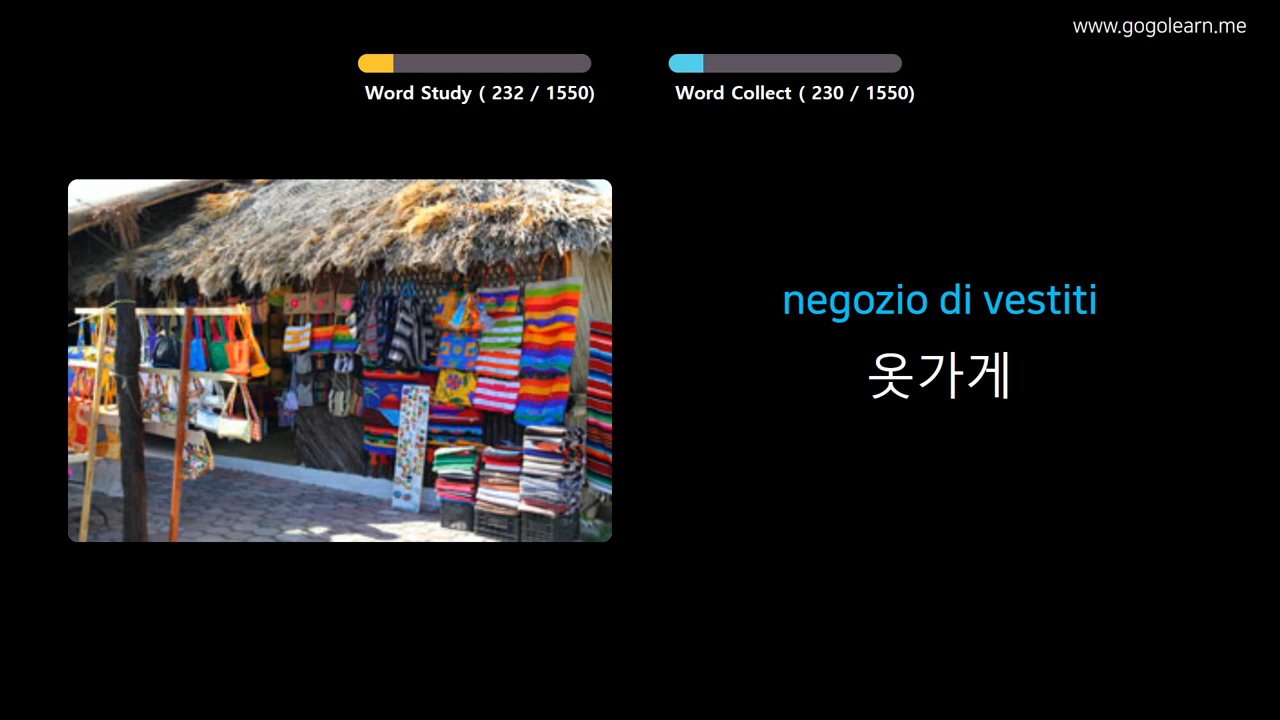 www.gogolearn.me
Word Study ( 232 / 1550)
Word Collect ( 230 / 1550)
negozio di vestiti
옷가게